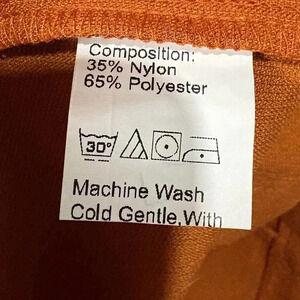 Composition:
35% Nylon
65% Polyester
30°
Machine Wash
Cold Gentle,With